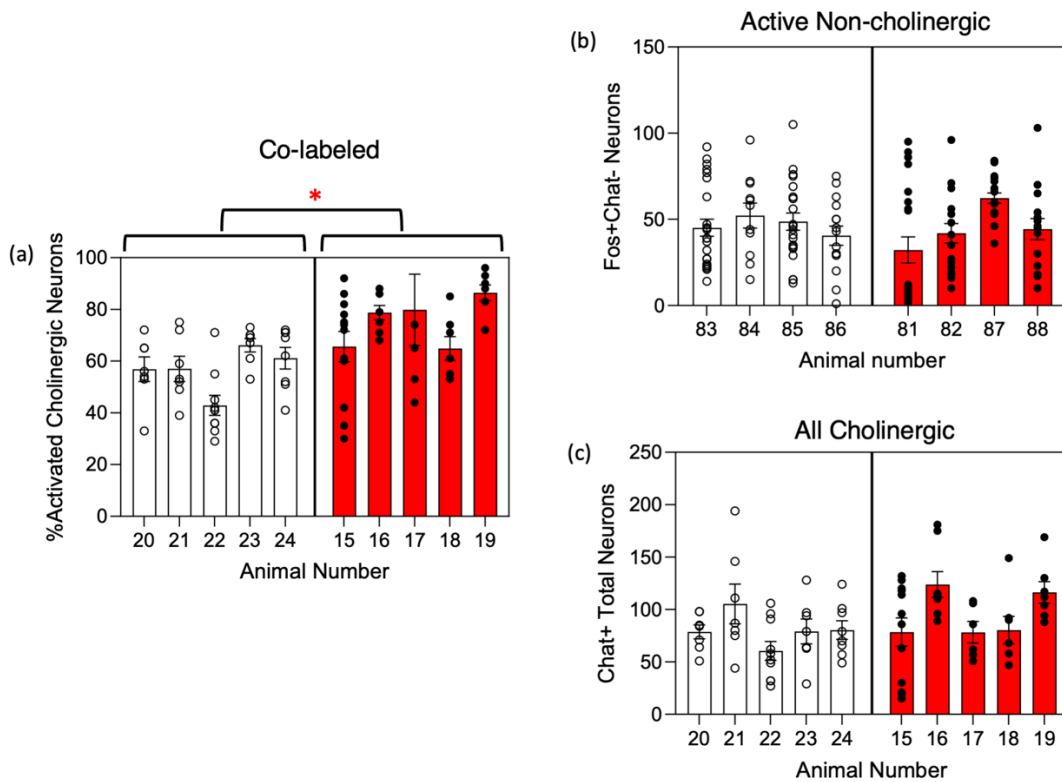 Co-labeled
*
(a)
%Activated Cholinergic Neurons
100
80
60
40
20
0
20 21 22 23 24 15 16 17 18 19
Animal Number
Active Non-cholinergic
(b)
Fos+Chat- Neurons
150
100
50
0
83 84 85 86 81 82 87 88
Animal number
All Cholinergic
(c)
Chat+ Total Neurons
250
200
150
100
50
0
20 21 22 23 24 15 16 17 18 19
Animal Number